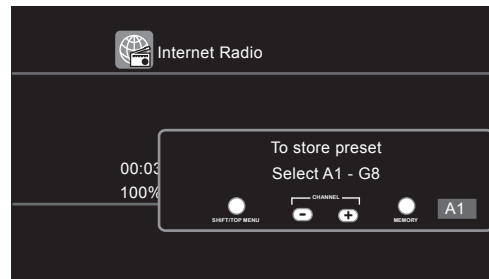 Internet Radio
To store preset
00:03
Select A1 - G8
100%
CHANNEL
SHIFT/TOP MENU
MEMORY
A1